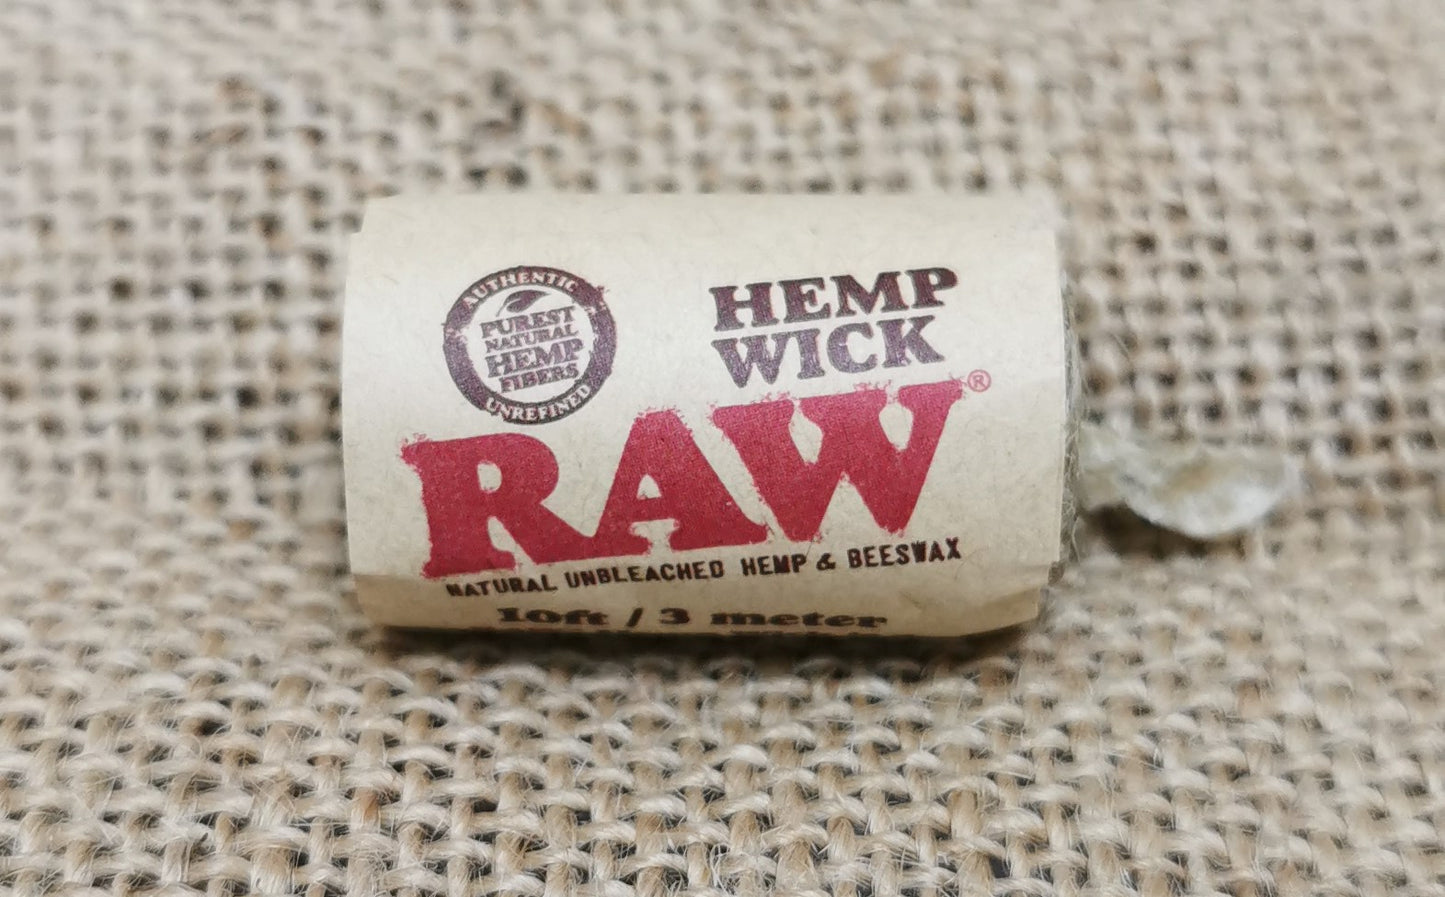 AUTHENTIC
PUREST
NATURAL
HEMP
FIBERS
UNREFINED
HEMP
WICK
RAW®
NATURAL UNBLEACHED HEMP & BEESWAX
10ft / 3 meter